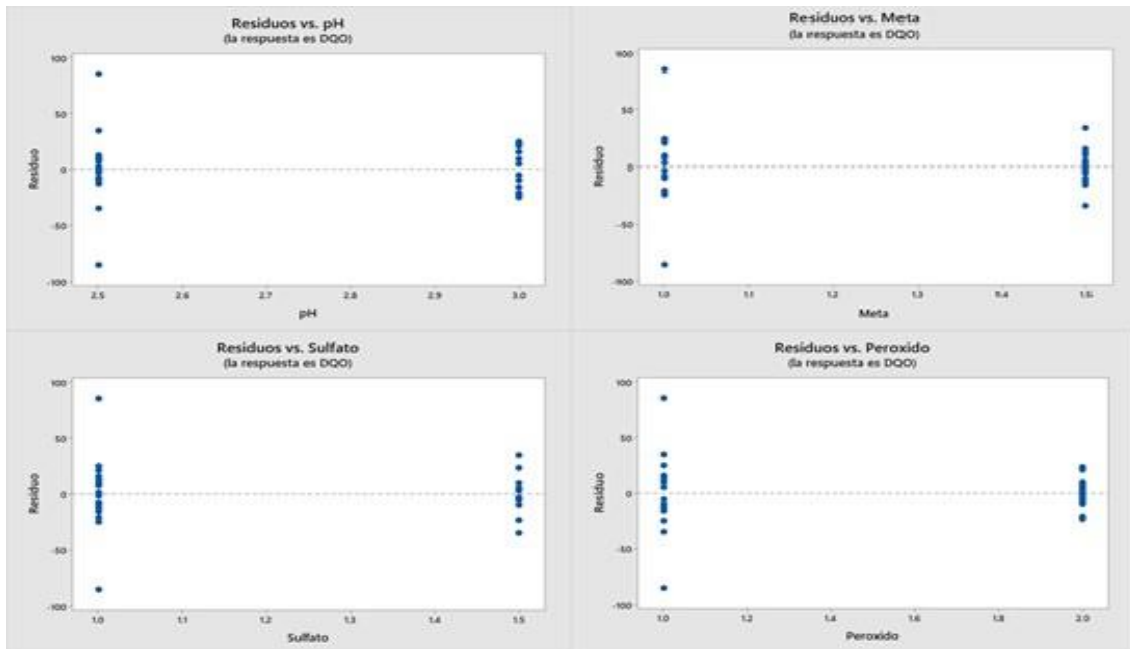 Residuos vs. pH
(la respuesta es DQO)
100
50
0
-50
-100
Residuo
2.5 2.6 2.7 2.8 2.9 3.0
pH
Residuos vs. Meta
(la respuesta es DQO)
100
50
0
-50
-100
Residuo
1.0 1.1 1.2 1.3 1.4 1.5
Meta
Residuos vs. Sulfato
(la respuesta es DQO)
100
50
0
-50
-100
Residuo
1.0 1.1 1.2 1.3 1.4 1.5
Sulfato
Residuos vs. Peroxido
(la respuesta es DQO)
100
50
0
-50
-100
Residuo
1.0 1.2 1.4 1.6 1.8 2.0
Peroxido